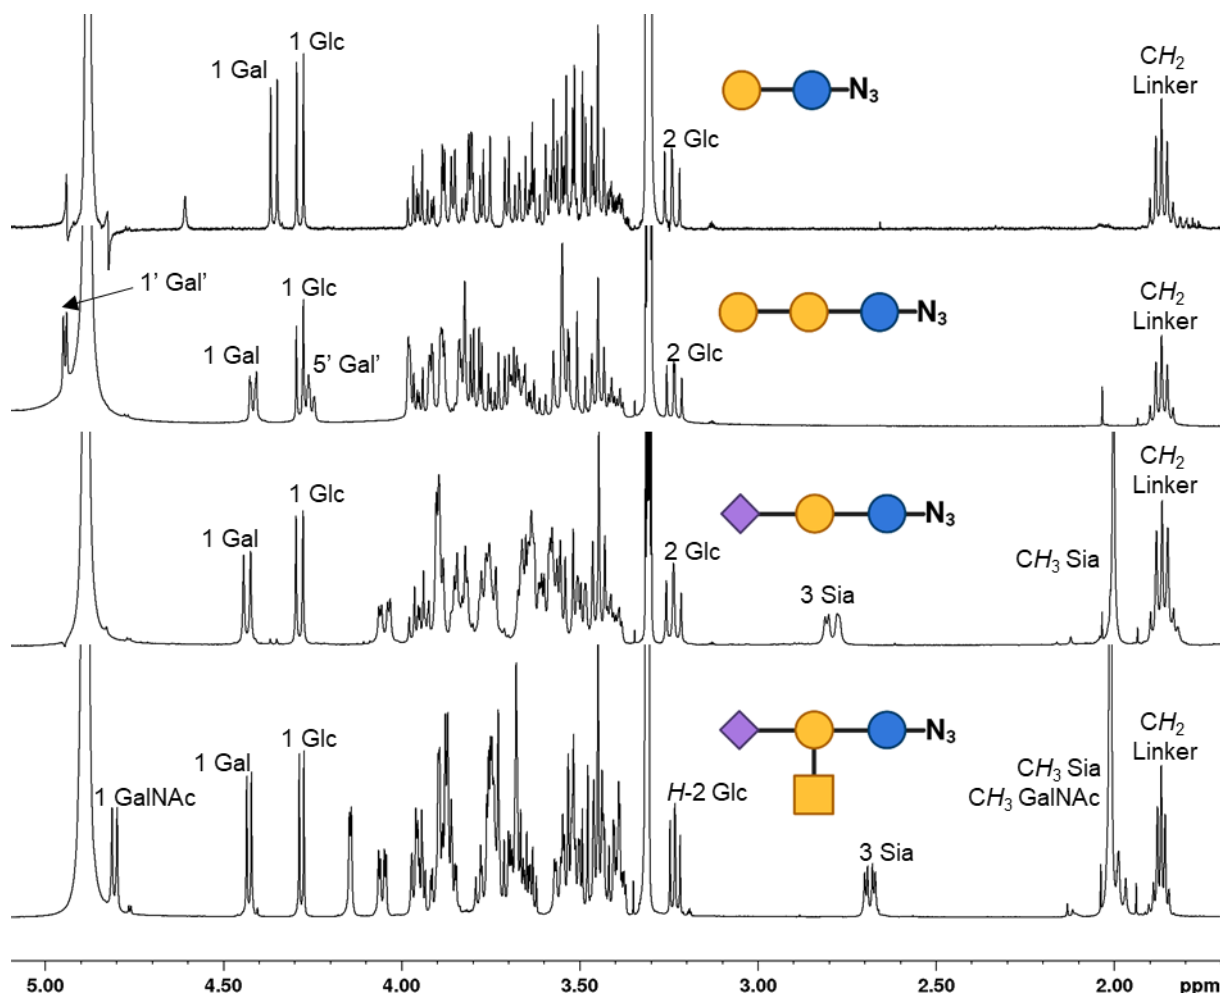 1 Gal
1 Glc
2 Glc
N₃
CH₂
Linker
1’ Gal’
1 Gal
1 Glc
5’ Gal’
2 Glc
N₃
CH₂
Linker
1 Gal
1 Glc
2 Glc
N₃
3 Sia
CH₃ Sia
CH₂
Linker
1 GalNAc
1 Gal
1 Glc
H-2 Glc
N₃
3 Sia
CH₃ Sia
CH₃ GalNAc
CH₂
Linker
5.00 4.50 4.00 3.50 3.00 2.50 2.00 ppm